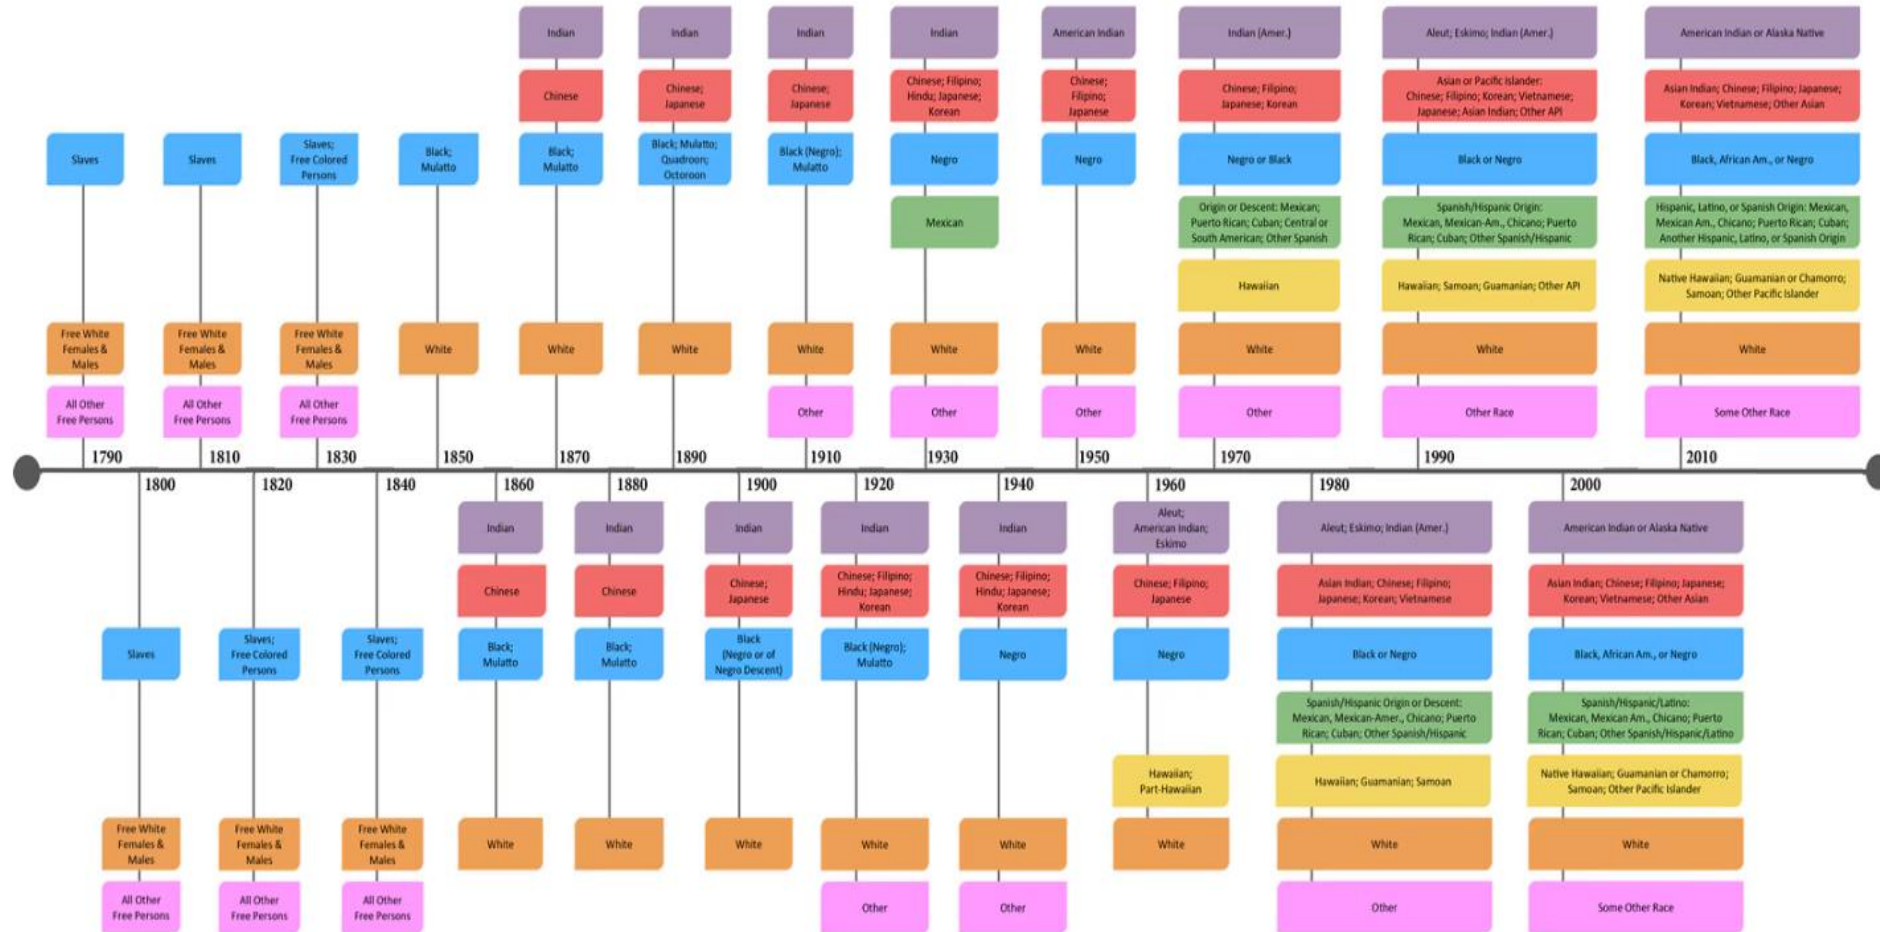 Indian
Indian
Indian
Indian
American Indian
Indian (Amer.)
Aleut; Eskimo; Indian (Amer.)
American Indian or Alaska Native
Chinese
Chinese;
Japanese
Chinese;
Japanese
Chinese; Filipino;
Hindu; Japanese;
Korean
Chinese;
Filipino;
Japanese
Chinese; Filipino;
Japanese; Korean
Asian or Pacific Islander:
Chinese; Filipino; Korean; Vietnamese;
Japanese; Asian Indian; Other API
Asian Indian; Chinese; Filipino; Japanese;
Korean; Vietnamese; Other Asian
Slaves
Slaves
Slaves;
Free Colored
Persons
Black;
Mulatto
Black;
Mulatto
Black; Mulatto;
Quadroon;
Octoroon
Black (Negro);
Mulatto
Negro
Negro
Negro or Black
Black or Negro
Black, African Am., or Negro
Mexican
Origin or Descent: Mexican;
Puerto Rican; Cuban; Central or
South American; Other Spanish
Spanish/Hispanic Origin:
Mexican, Mexican-Am., Chicano; Puerto
Rican; Cuban; Other Spanish/Hispanic
Hispanic, Latino, or Spanish Origin: Mexican,
Mexican Am., Chicano; Puerto Rican; Cuban;
Another Hispanic, Latino, or Spanish Origin
Hawaiian
Hawaiian; Samoan; Guamanian; Other API
Native Hawaiian; Guamanian or Chamorro;
Samoan; Other Pacific Islander
Free White
Females &
Males
Free White
Females &
Males
Free White
Females &
Males
White
White
White
White
White
White
White
White
White
All Other
Free Persons
All Other
Free Persons
All Other
Free Persons
Other
Other
Other
Other
Other Race
Some Other Race
1790
1810
1830
1850
1870
1890
1910
1930
1950
1970
1990
2010
1800
1820
1840
1860
1880
1900
1920
1940
1960
1980
2000
Indian
Indian
Indian
Indian
Indian
Aleut;
American Indian;
Eskimo
Aleut; Eskimo; Indian (Amer.)
American Indian or Alaska Native
Chinese
Chinese
Chinese;
Japanese
Chinese; Filipino;
Hindu; Japanese;
Korean
Chinese; Filipino;
Hindu; Japanese;
Korean
Chinese; Filipino;
Japanese
Asian Indian; Chinese; Filipino;
Japanese; Korean; Vietnamese
Asian Indian; Chinese; Filipino; Japanese;
Korean; Vietnamese; Other Asian
Slaves
Slaves;
Free Colored
Persons
Slaves;
Free Colored
Persons
Black;
Mulatto
Black;
Mulatto
Black
(Negro or of
Negro Descent)
Black (Negro);
Mulatto
Negro
Negro
Black or Negro
Black, African Am., or Negro
Spanish/Hispanic Origin or Descent:
Mexican, Mexican-Amer., Chicano; Puerto
Rican; Cuban; Other Spanish/Hispanic
Spanish/Hispanic/Latino:
Mexican, Mexican Am., Chicano; Puerto
Rican; Cuban; Other Spanish/Hispanic/Latino
Hawaiian;
Part-Hawaiian
Hawaiian; Guamanian; Samoan
Native Hawaiian; Guamanian or Chamorro;
Samoan; Other Pacific Islander
Free White
Females &
Males
Free White
Females &
Males
Free White
Females &
Males
White
White
White
White
White
White
White
White
All Other
Free Persons
All Other
Free Persons
All Other
Free Persons
Other
Other
Other
Some Other Race